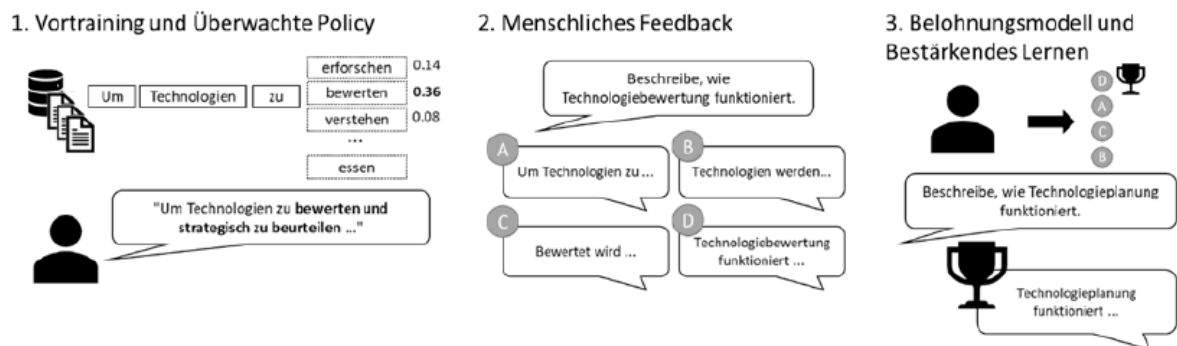 1. Vortraining und Überwachte Policy
Um
Technologien
zu
erforschen 0.14
bewerten 0.36
verstehen 0.08
...
essen
"Um Technologien zu bewerten und
strategisch zu beurteilen ..."
2. Menschliches Feedback
Beschreibe, wie
Technologiebewertung funktioniert.
A
Um Technologien zu ...
B
Technologien werden...
C
Bewertet wird ...
D
Technologiebewertung
funktioniert ...
3. Belohnungsmodell und
Bestärkendes Lernen
D
A
C
B
Beschreibe, wie Technologieplanung
funktioniert.
Technologieplanung
funktioniert ...